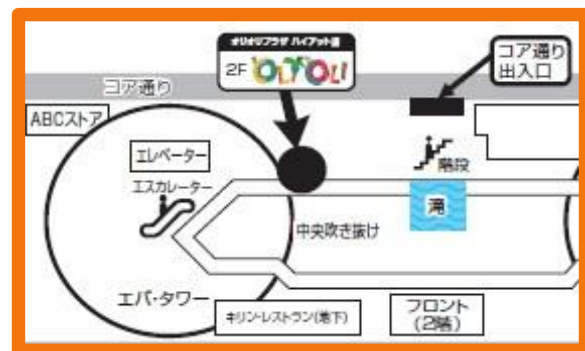 オリオリプラザ ハイアット店
2F OLIOLI
コア通り
出入口
コア通り
ABCストア
エレベーター
階段
エスカレーター
滝
中央吹き抜け
エバ・タワー
キリン・レストラン(地下)
フロント
(2階)